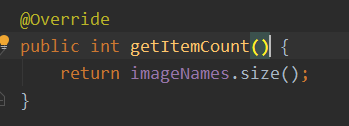 @Override
public int getItemCount() {
return imageNames.size();
}